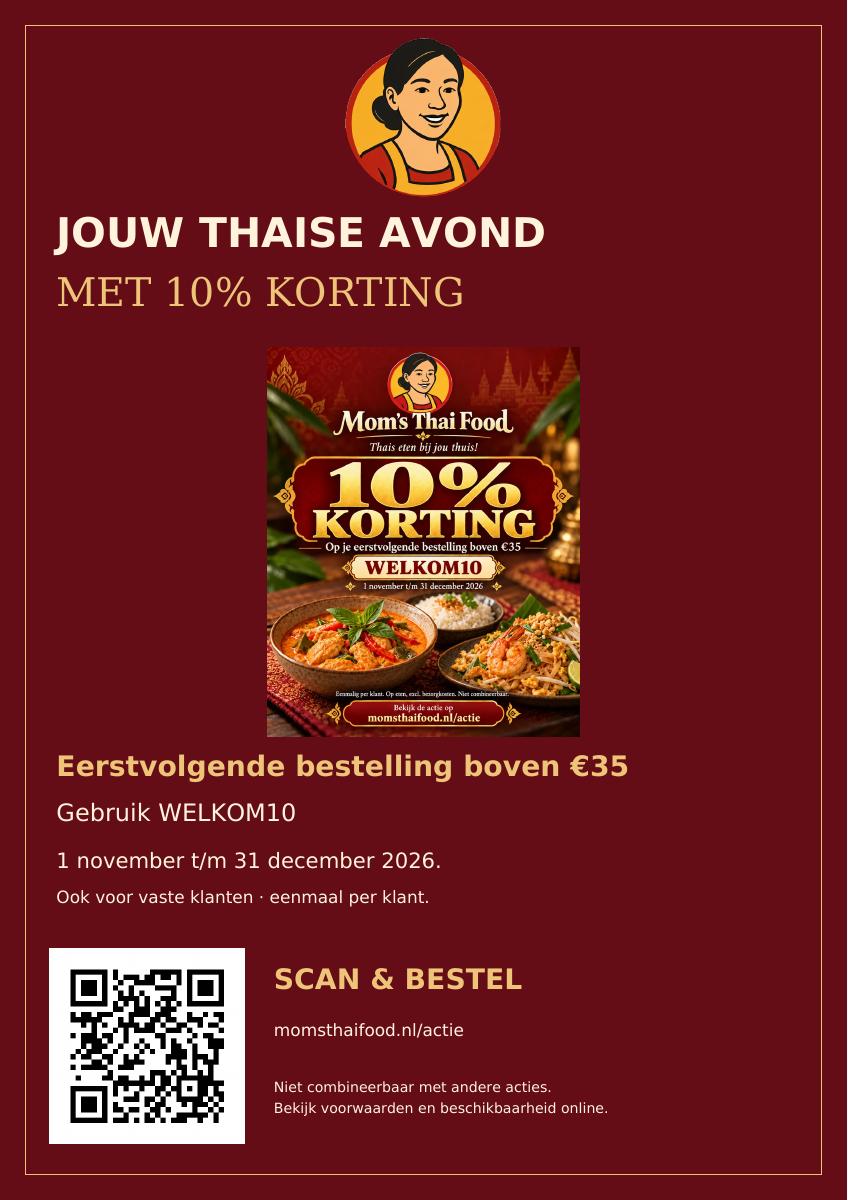 JOUW THAISE AVOND
MET 10% KORTING
Mom's Thai Food
Thais eten bij jou thuis!
10%
KORTING
Op je eerstvolgende bestelling boven €35
WELKOM10
1 november t/m 31 december 2026
Eenmalig per klant. Op eten, excl. bezorgkosten. Niet combineerbaar.
Bekijk de actie op
momsthaifood.nl/actie
Eerstvolgende bestelling boven €35
Gebruik WELKOM10
1 november t/m 31 december 2026.
Ook voor vaste klanten · eenmaal per klant.
SCAN & BESTEL
momsthaifood.nl/actie
Niet combineerbaar met andere acties.
Bekijk voorwaarden en beschikbaarheid online.